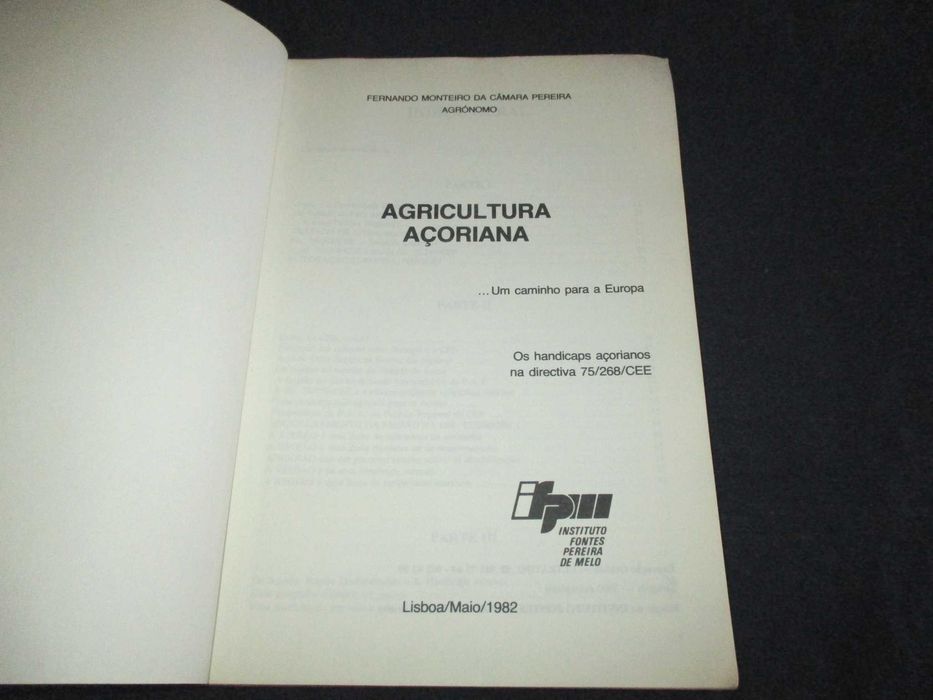 FERNANDO MONTEIRO DA CÂMARA PEREIRA
AGRÓNOMO
AGRICULTURA
AÇORIANA
...Um caminho para a Europa
Os handicaps açorianos
na directiva 75/268/CEE
ifpm
INSTITUTO
FONTES
PEREIRA
DE MELO
Lisboa/Maio/1982